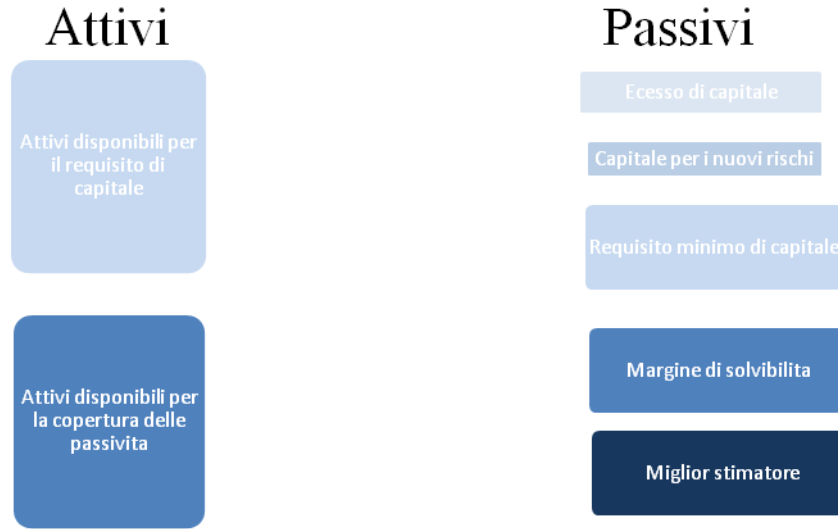 Attivi
Passivi
Attivi disponibili per
il requisito di
capitale
Ecesso di capitale
Capitale per i nuovi rischi
Requisito minimo di capitale
Attivi disponibili per
la copertura delle
passivita
Margine di solvibilita
Miglior stimatore